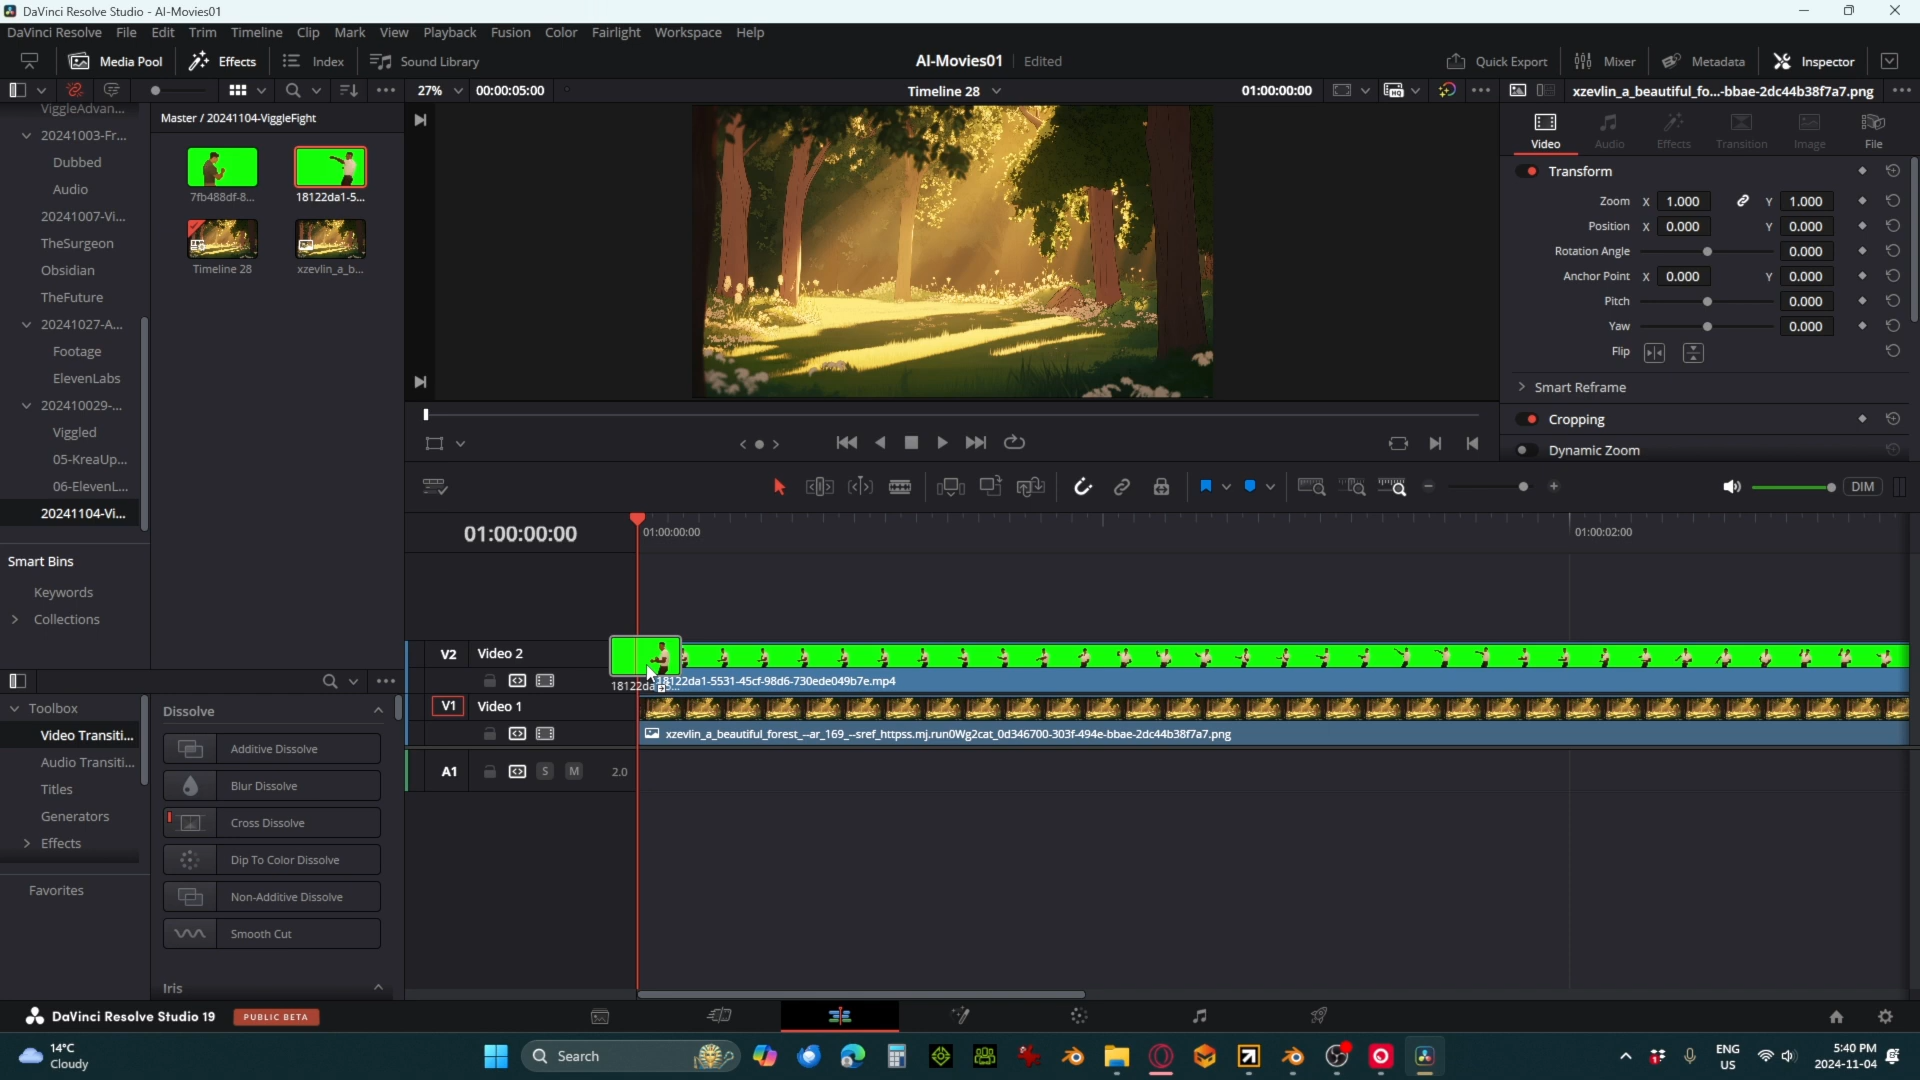 DaVinci Resolve Studio - AI-Movies01
DaVinci Resolve File Edit Trim Timeline Clip Mark View Playback Fusion Color Fairlight Workspace Help
Media Pool Effects Index Sound Library AI-Movies01 Edited Quick Export Mixer Metadata Inspector
27% 00:00:05:00 Timeline 28 01:00:00:00 xzevlin_a_beautiful_fo...-bbae-2dc44b38f7a7.png
ViggleAdvan...
20241003-Fr...
Dubbed
Audio
20241007-Vi...
TheSurgeon
Obsidian
TheFuture
20241027-A...
Footage
ElevenLabs
202410029-...
Viggled
05-KreaUp...
06-ElevenL...
20241104-Vi...
Smart Bins
Keywords
Collections
Master / 20241104-ViggleFight
7fb488df-8... 18122da1-5...
Timeline 28 xzevlin_a_b...
Video Audio Effects Transition Image File
Transform
Zoom X 1.000 Y 1.000
Position X 0.000 Y 0.000
Rotation Angle 0.000
Anchor Point X 0.000 Y 0.000
Pitch 0.000
Yaw 0.000
Flip
Smart Reframe
Cropping
Dynamic Zoom
DIM
01:00:00:00 01:00:00:00 01:00:02:00
V2 Video 2
18122da1-5...
18122da1-5531-45cf-98d6-730ede049b7e.mp4
V1 Video 1
xzevlin_a_beautiful_forest_--ar_169_--sref_httpss.mj.run0Wg2cat_0d346700-303f-494e-bbae-2dc44b38f7a7.png
A1 S M 2.0
Toolbox
Video Transiti...
Audio Transiti...
Titles
Generators
Effects
Favorites
Dissolve
Additive Dissolve
Blur Dissolve
Cross Dissolve
Dip To Color Dissolve
Non-Additive Dissolve
Smooth Cut
Iris
DaVinci Resolve Studio 19 PUBLIC BETA
14°C
Cloudy
Search
ENG
US
5:40 PM
2024-11-04